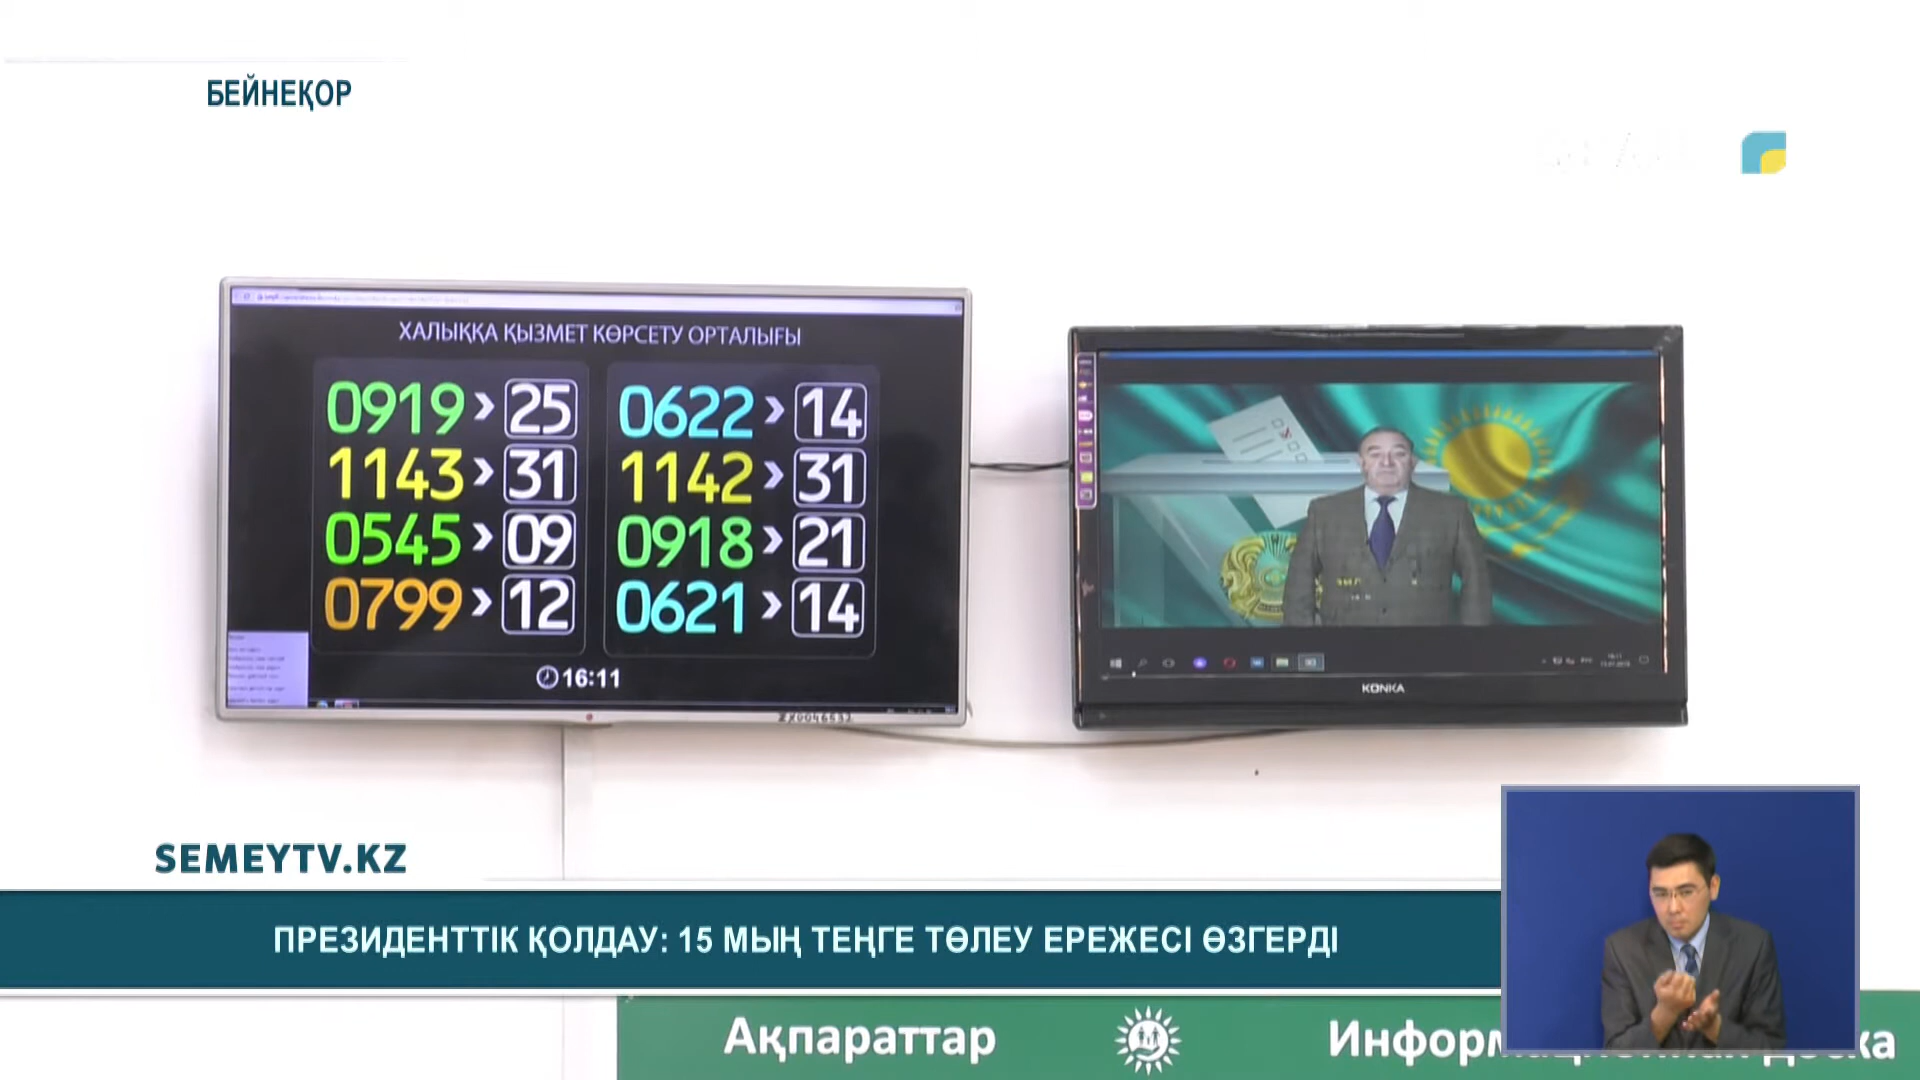 БЕЙНЕҚОР
ХАЛЫҚҚА ҚЫЗМЕТ КӨРСЕТУ ОРТАЛЫҒЫ
0919 > 25 0622 > 14
1143 > 31 1142 > 31
0545 > 09 0918 > 21
0799 > 12 0621 > 14
16:11
KONKA
SEMEYTV.KZ
ПРЕЗИДЕНТТІК ҚОЛДАУ: 15 МЫҢ ТЕҢГЕ ТӨЛЕУ ЕРЕЖЕСІ ӨЗГЕРДІ
Ақпараттар